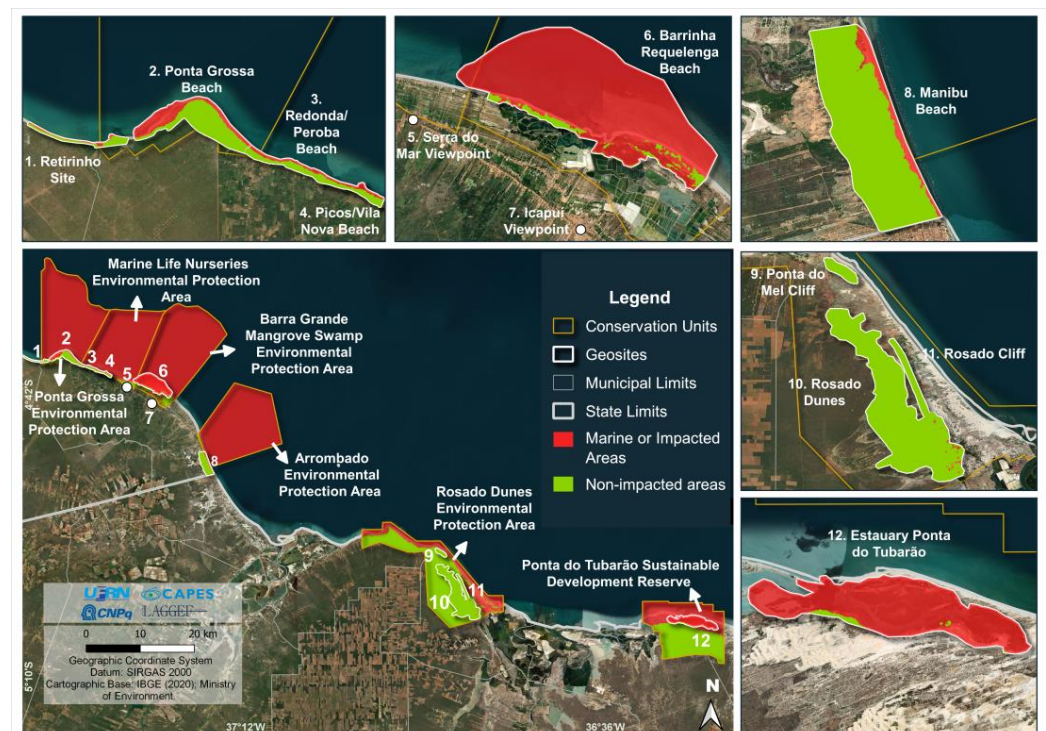 2. Ponta Grossa
Beach
3.
Redonda/
Peroba
Beach
1. Retirinho
Site
4. Picos/Vila
Nova Beach
6. Barrinha
Requelenga
Beach
5. Serra do
Mar Viewpoint
7. Icapui
Viewpoint
8. Manibu
Beach
Marine Life Nurseries
Environmental Protection
Area
Barra Grande
Mangrove Swamp
Environmental
Protection Area
1
2
3
4
5
6
7
8
4°42'S
Ponta Grossa
Environmental
Protection Area
Arrombado
Environmental
Protection Area
Rosado Dunes
Environmental
Protection Area
Ponta do Tubarão Sustainable
Development Reserve
9
10
11
12
Legend
Conservation Units
Geosites
Municipal Limits
State Limits
Marine or Impacted
Areas
Non-impacted areas
UFRN CAPES
CNPq LAGGEF
0 10 20 km
Geographic Coordinate System
Datum: SIRGAS 2000
Cartographic Base: IBGE (2020); Ministry
of Environment.
5°10'S
37°12'W
36°36'W
N
9. Ponta do
Mel Cliff
11. Rosado Cliff
10. Rosado
Dunes
12. Estauary Ponta
do Tubarão